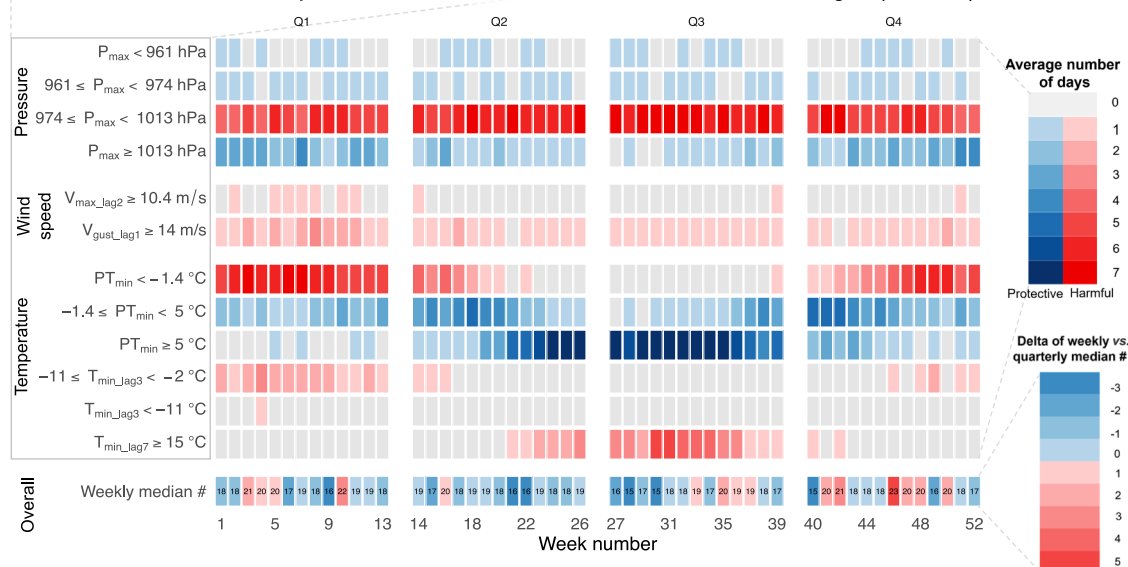 Q1 Q2 Q3 Q4
Pressure
P_max < 961 hPa
961 ≤ P_max < 974 hPa
974 ≤ P_max < 1013 hPa
P_max ≥ 1013 hPa
Wind speed
V_max_lag2 ≥ 10.4 m/s
V_gust_lag1 ≥ 14 m/s
Temperature
PT_min < −1.4 °C
−1.4 ≤ PT_min < 5 °C
PT_min ≥ 5 °C
−11 ≤ T_min_lag3 < −2 °C
T_min_lag3 < −11 °C
T_min_lag7 ≥ 15 °C
Overall
Weekly median # 18 18 21 20 20 17 19 18 16 22 19 19 18 19 17 20 18 19 19 18 16 16 19 18 18 19 16 15 17 15 18 18 19 17 20 19 19 18 17 15 20 21 18 18 18 23 20 20 19 16 20 18 17
1 5 9 13 14 18 22 26 27 31 35 39 40 44 48 52
Week number
Average number
of days
0
1
2
3
4
5
6
7
Protective Harmful
Delta of weekly vs.
quarterly median #
-3
-2
-1
0
1
2
3
4
5